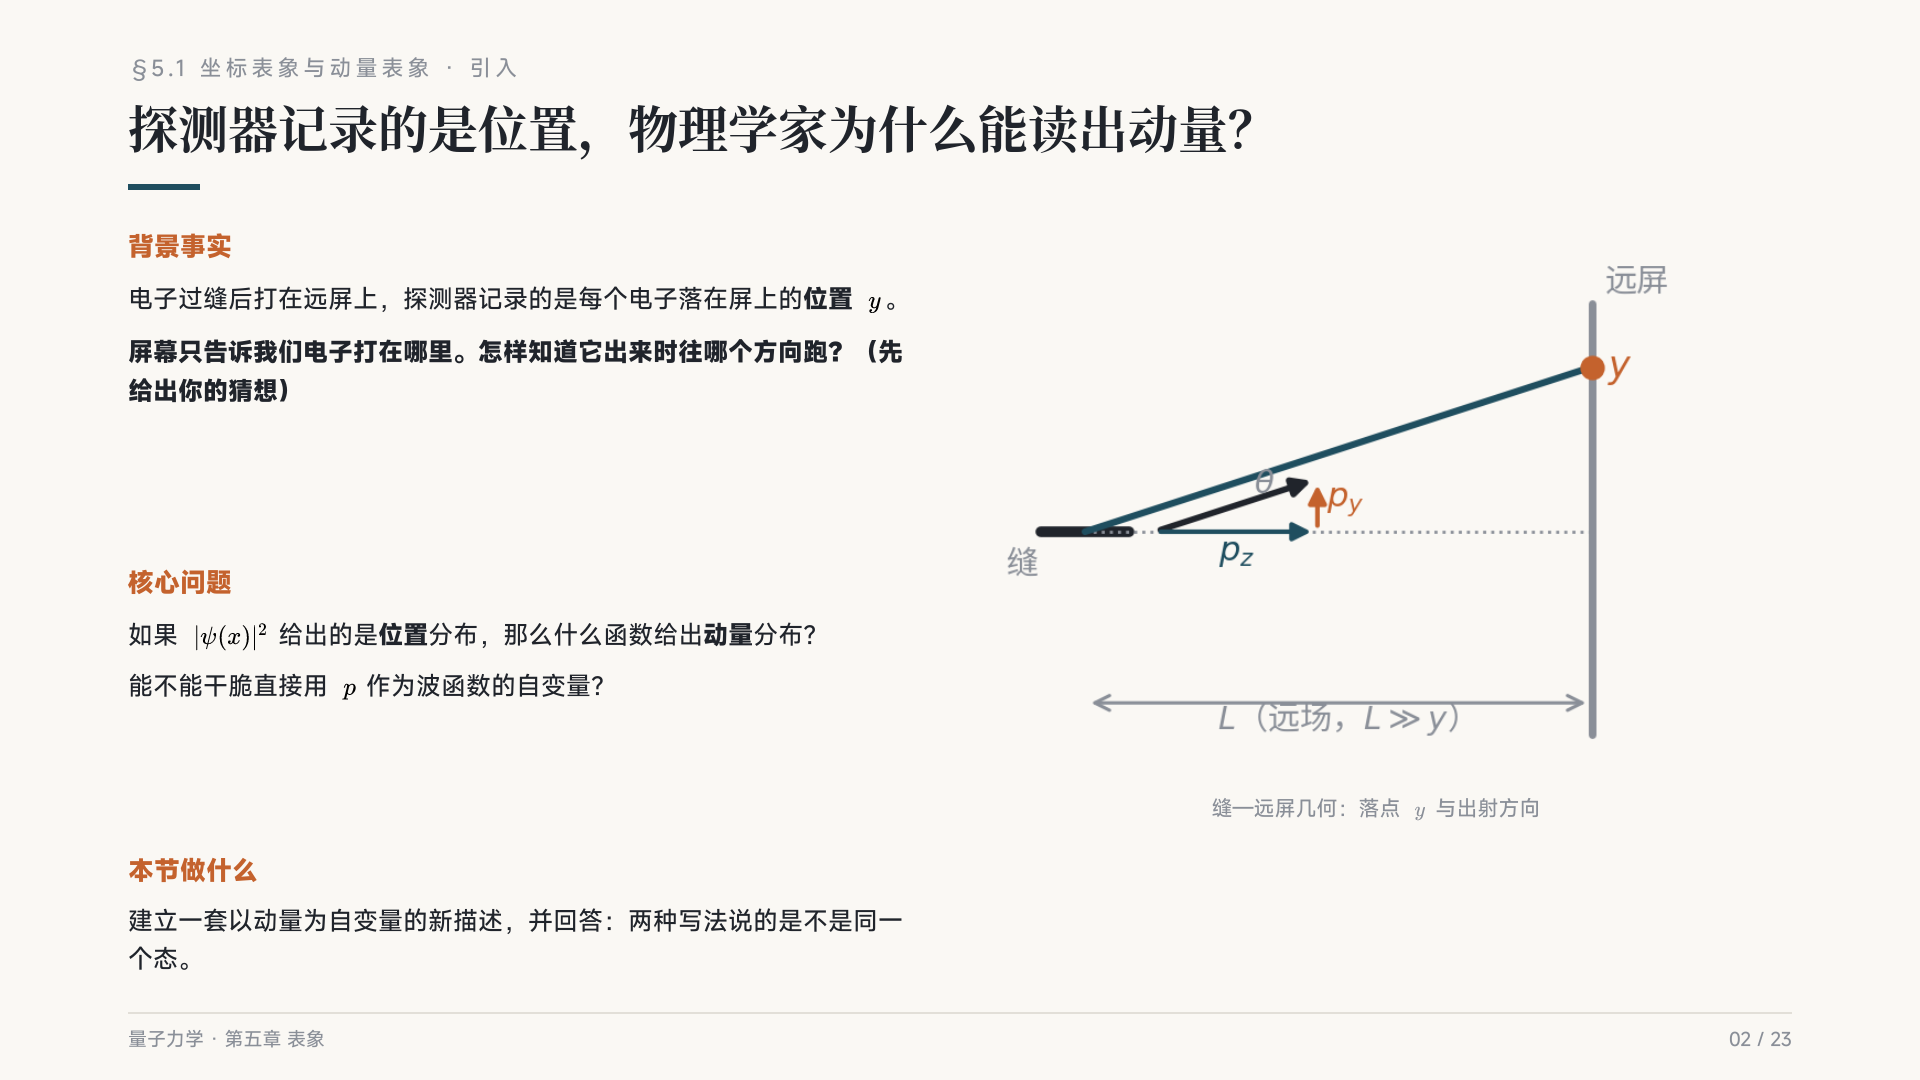 §5.1 坐标表象与动量表象 · 引入
探测器记录的是位置，物理学家为什么能读出动量？
背景事实
电子过缝后打在远屏上，探测器记录的是每个电子落在屏上的位置 y。
屏幕只告诉我们电子打在哪里。怎样知道它出来时往哪个方向跑？（先
给出你的猜想）
核心问题
如果 |ψ(x)|² 给出的是位置分布，那么什么函数给出动量分布？
能不能干脆直接用 p 作为波函数的自变量？
本节做什么
建立一套以动量为自变量的新描述，并回答：两种写法说的是不是同一
个态。
远屏
y
θ
p_y
p_z
缝
L（远场，L ≫ y）
缝—远屏几何：落点 y 与出射方向
量子力学 · 第五章 表象
02 / 23